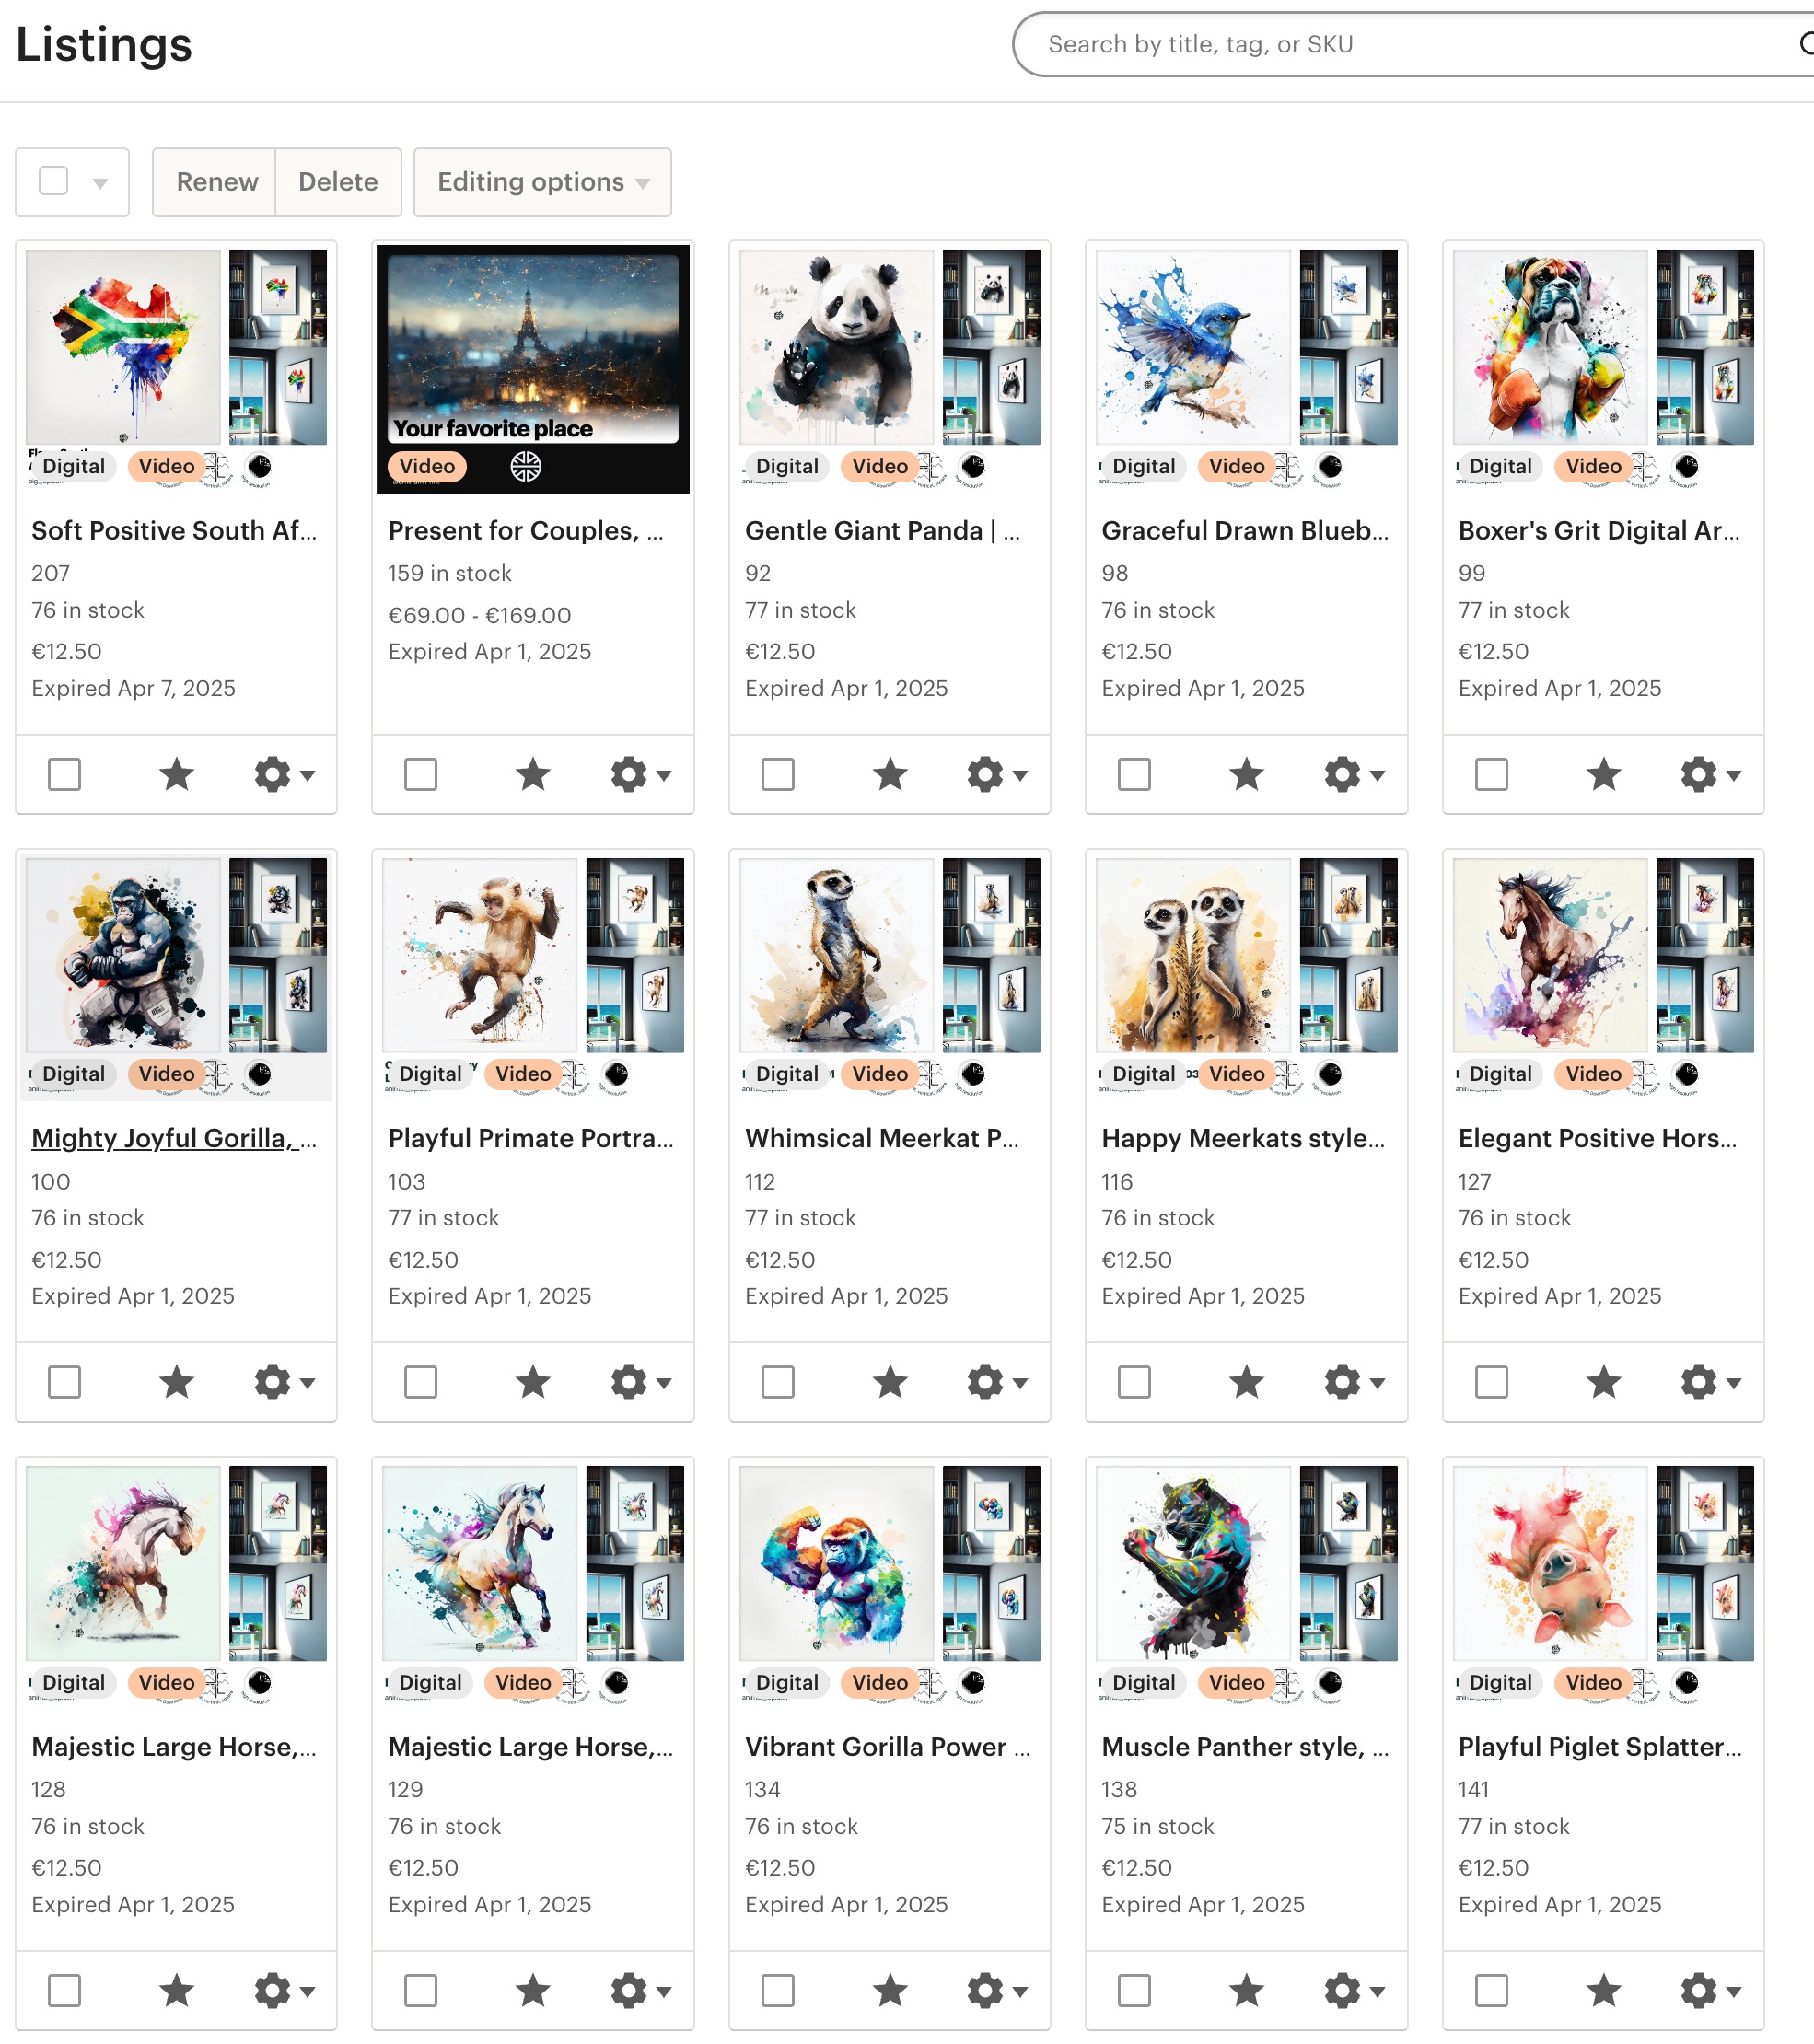 Listings
Search by title, tag, or SKU
Renew
Delete
Editing options
Your favorite place
Digital
Video
Video
Digital
Video
Digital
Video
Digital
Video
Soft Positive South Af...
207
76 in stock
€12.50
Expired Apr 7, 2025
Present for Couples, ...
159 in stock
€69.00 - €169.00
Expired Apr 1, 2025
Gentle Giant Panda | ...
92
77 in stock
€12.50
Expired Apr 1, 2025
Graceful Drawn Blueb...
98
76 in stock
€12.50
Expired Apr 1, 2025
Boxer's Grit Digital Ar...
99
77 in stock
€12.50
Expired Apr 1, 2025
Digital
Video
Digital
Video
Digital
Video
Digital
Video
Digital
Video
Mighty Joyful Gorilla, ...
100
76 in stock
€12.50
Expired Apr 1, 2025
Playful Primate Portra...
103
77 in stock
€12.50
Expired Apr 1, 2025
Whimsical Meerkat P...
112
77 in stock
€12.50
Expired Apr 1, 2025
Happy Meerkats style...
116
76 in stock
€12.50
Expired Apr 1, 2025
Elegant Positive Hors...
127
76 in stock
€12.50
Expired Apr 1, 2025
Digital
Video
Digital
Video
Digital
Video
Digital
Video
Digital
Video
Majestic Large Horse,...
128
76 in stock
€12.50
Expired Apr 1, 2025
Majestic Large Horse,...
129
76 in stock
€12.50
Expired Apr 1, 2025
Vibrant Gorilla Power ...
134
76 in stock
€12.50
Expired Apr 1, 2025
Muscle Panther style, ...
138
75 in stock
€12.50
Expired Apr 1, 2025
Playful Piglet Splatter...
141
77 in stock
€12.50
Expired Apr 1, 2025